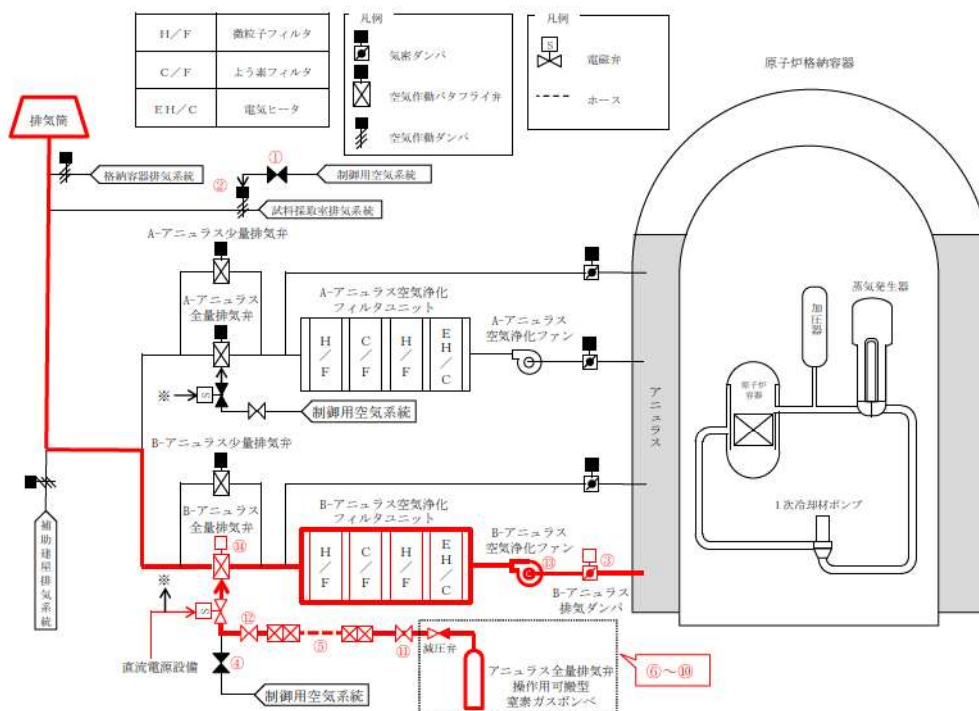 H/F
微粒子フィルタ
C/F
よう素フィルタ
EH/C
電気ヒータ
凡例
気密ダンパ
空気作動バタフライ弁
空気作動ダンパ
凡例
S
電磁弁
ホース
原子炉格納容器
排気筒
格納容器排気系統
①
制御用空気系統
②
試料採取室排気系統
A-アニュラス少量排気弁
A-アニュラス
全量排気弁
A-アニュラス空気浄化
フィルタユニット
H/F
C/F
H/F
EH/C
A-アニュラス
空気浄化ファン
※
S
制御用空気系統
蒸気発生器
加圧器
原子炉
容器
アニュラス
1次冷却材ポンプ
B-アニュラス少量排気弁
B-アニュラス
全量排気弁
B-アニュラス空気浄化
フィルタユニット
⑭
H/F
C/F
H/F
EH/C
B-アニュラス
空気浄化ファン
⑬
③
B-アニュラス
排気ダンパ
補助建屋排気系統
※
S
直流電源設備
⑫
⑤
⑪
減圧弁
④
制御用空気系統
アニュラス全量排気弁
操作用可搬型
窒素ガスボンベ
⑥～⑩